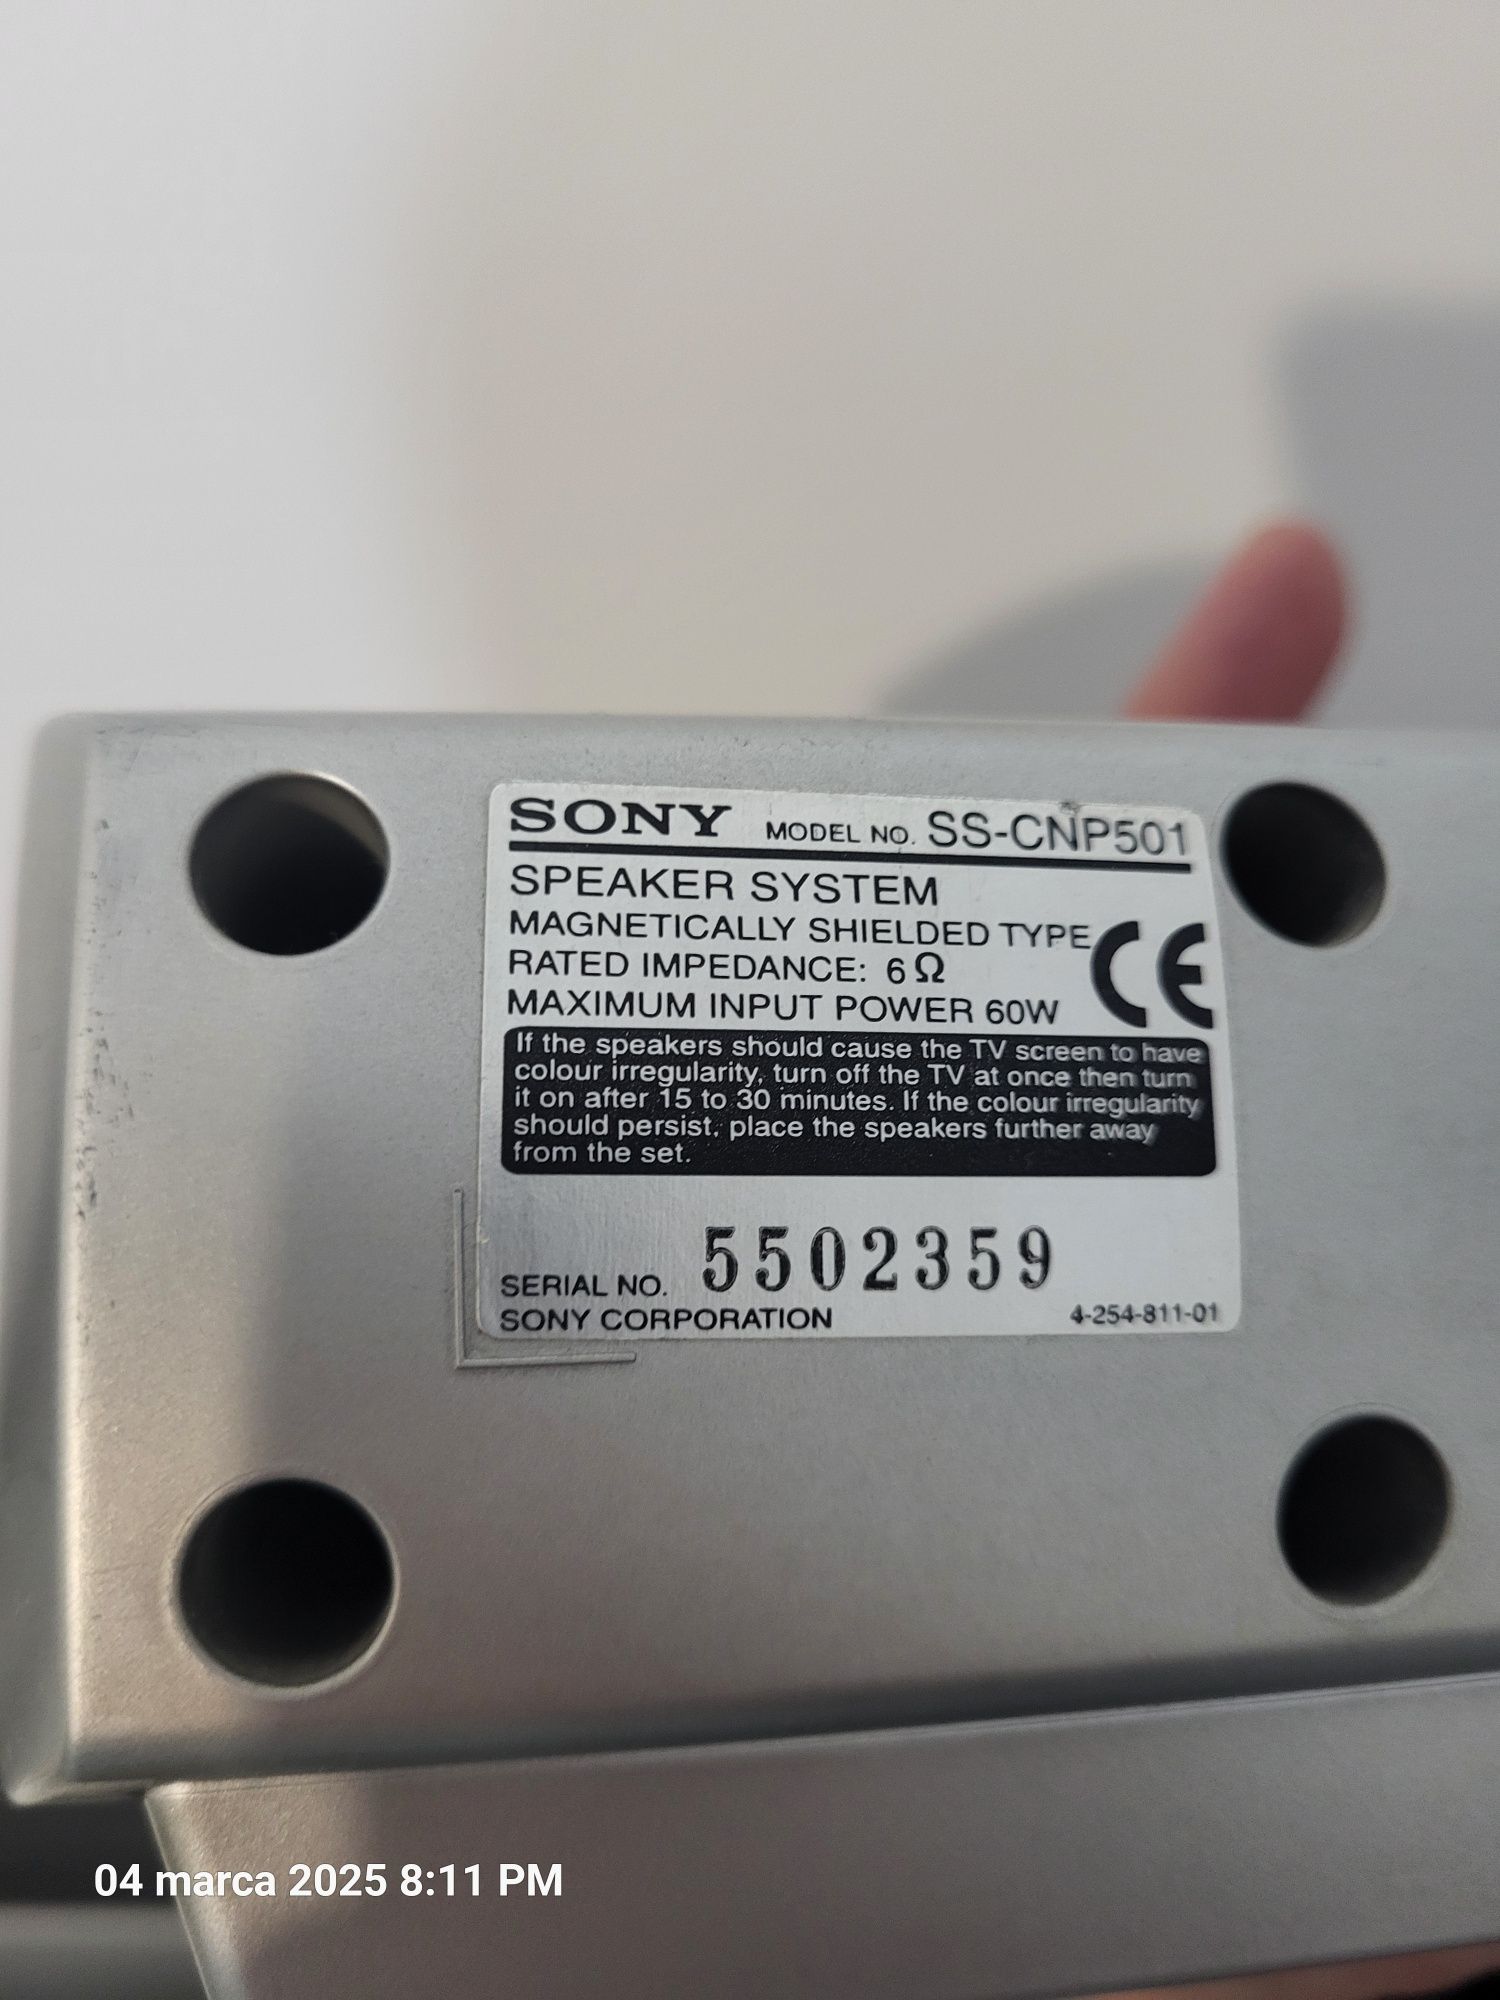 SONY MODEL NO. SS-CNP501
SPEAKER SYSTEM
MAGNETICALLY SHIELDED TYPE
RATED IMPEDANCE: 6 Ω
MAXIMUM INPUT POWER 60W
CE
If the speakers should cause the TV screen to have
colour irregularity, turn off the TV at once then turn
it on after 15 to 30 minutes. If the colour irregularity
should persist, place the speakers further away
from the set.
SERIAL NO. 5502359
SONY CORPORATION 4-254-811-01
04 marca 2025 8:11 PM